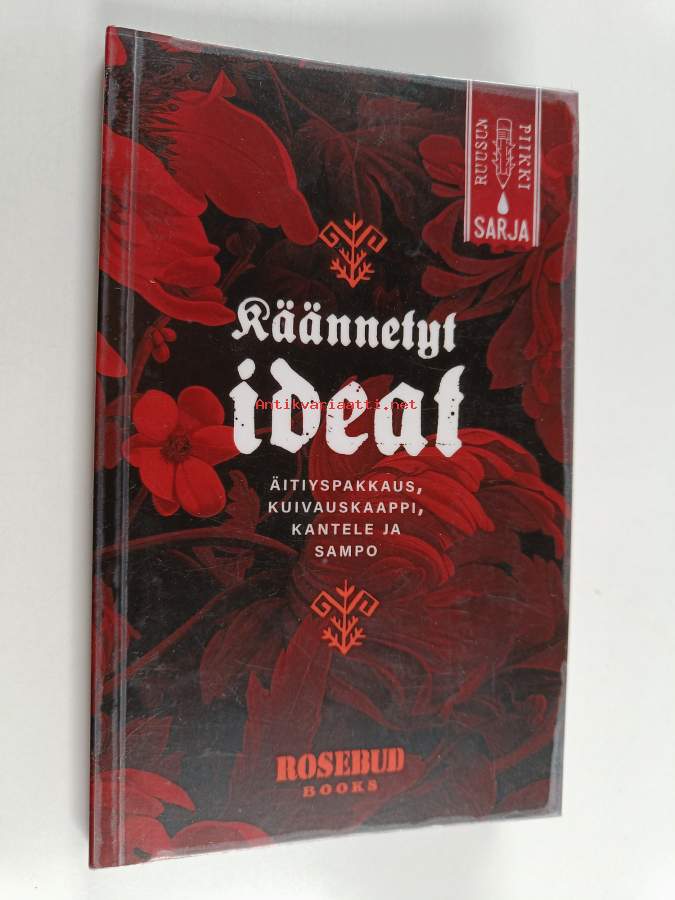 RUUSUN PIIKKI
SARJA
Käännetyt
ideat
Antikvariaatti.net
ÄITIYSPAKKAUS,
KUIVAUSKAAPPI,
KANTELE JA
SAMPO
ROSEBUD
BOOKS